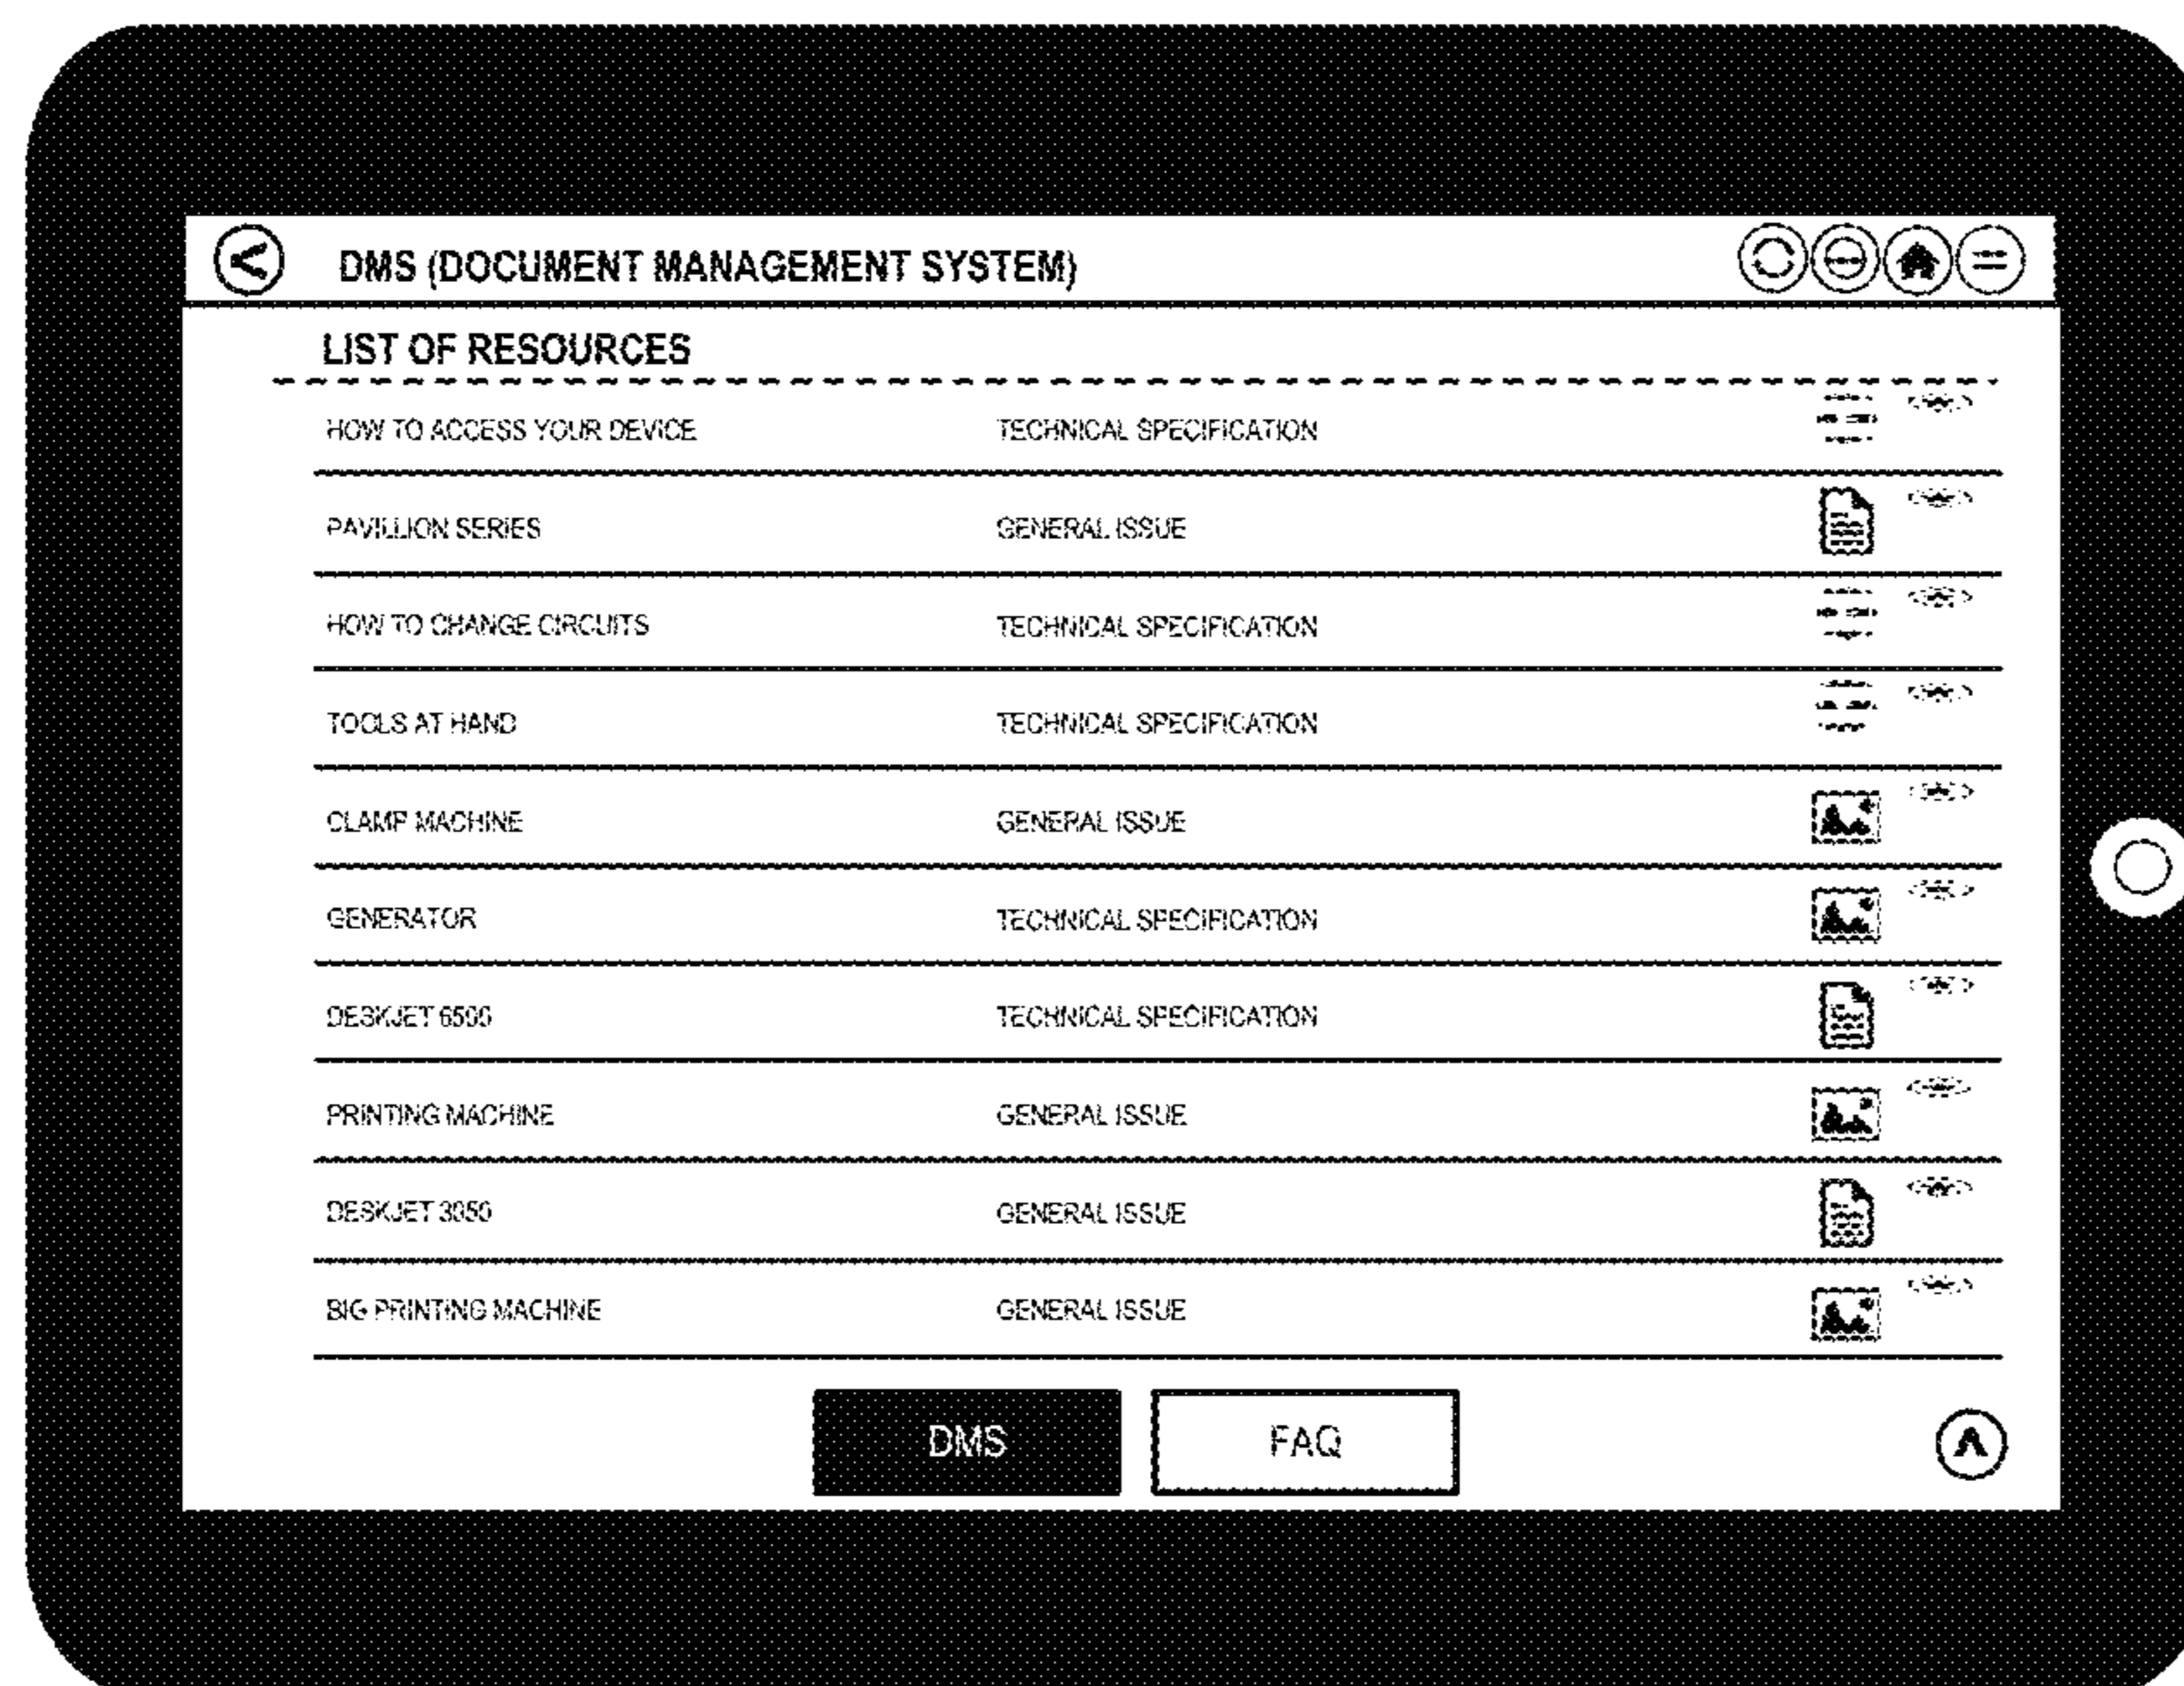 DMS (DOCUMENT MANAGEMENT SYSTEM)
LIST OF RESOURCES
HOW TO ACCESS YOUR DEVICE TECHNICAL SPECIFICATION
PAVILLION SERIES GENERAL ISSUE
HOW TO CHANGE CIRCUITS TECHNICAL SPECIFICATION
TOOLS AT HAND TECHNICAL SPECIFICATION
CLAMP MACHINE GENERAL ISSUE
GENERATOR TECHNICAL SPECIFICATION
DESKJET 6500 TECHNICAL SPECIFICATION
PRINTING MACHINE GENERAL ISSUE
DESKJET 3050 GENERAL ISSUE
BIG PRINTING MACHINE GENERAL ISSUE
DMS FAQ